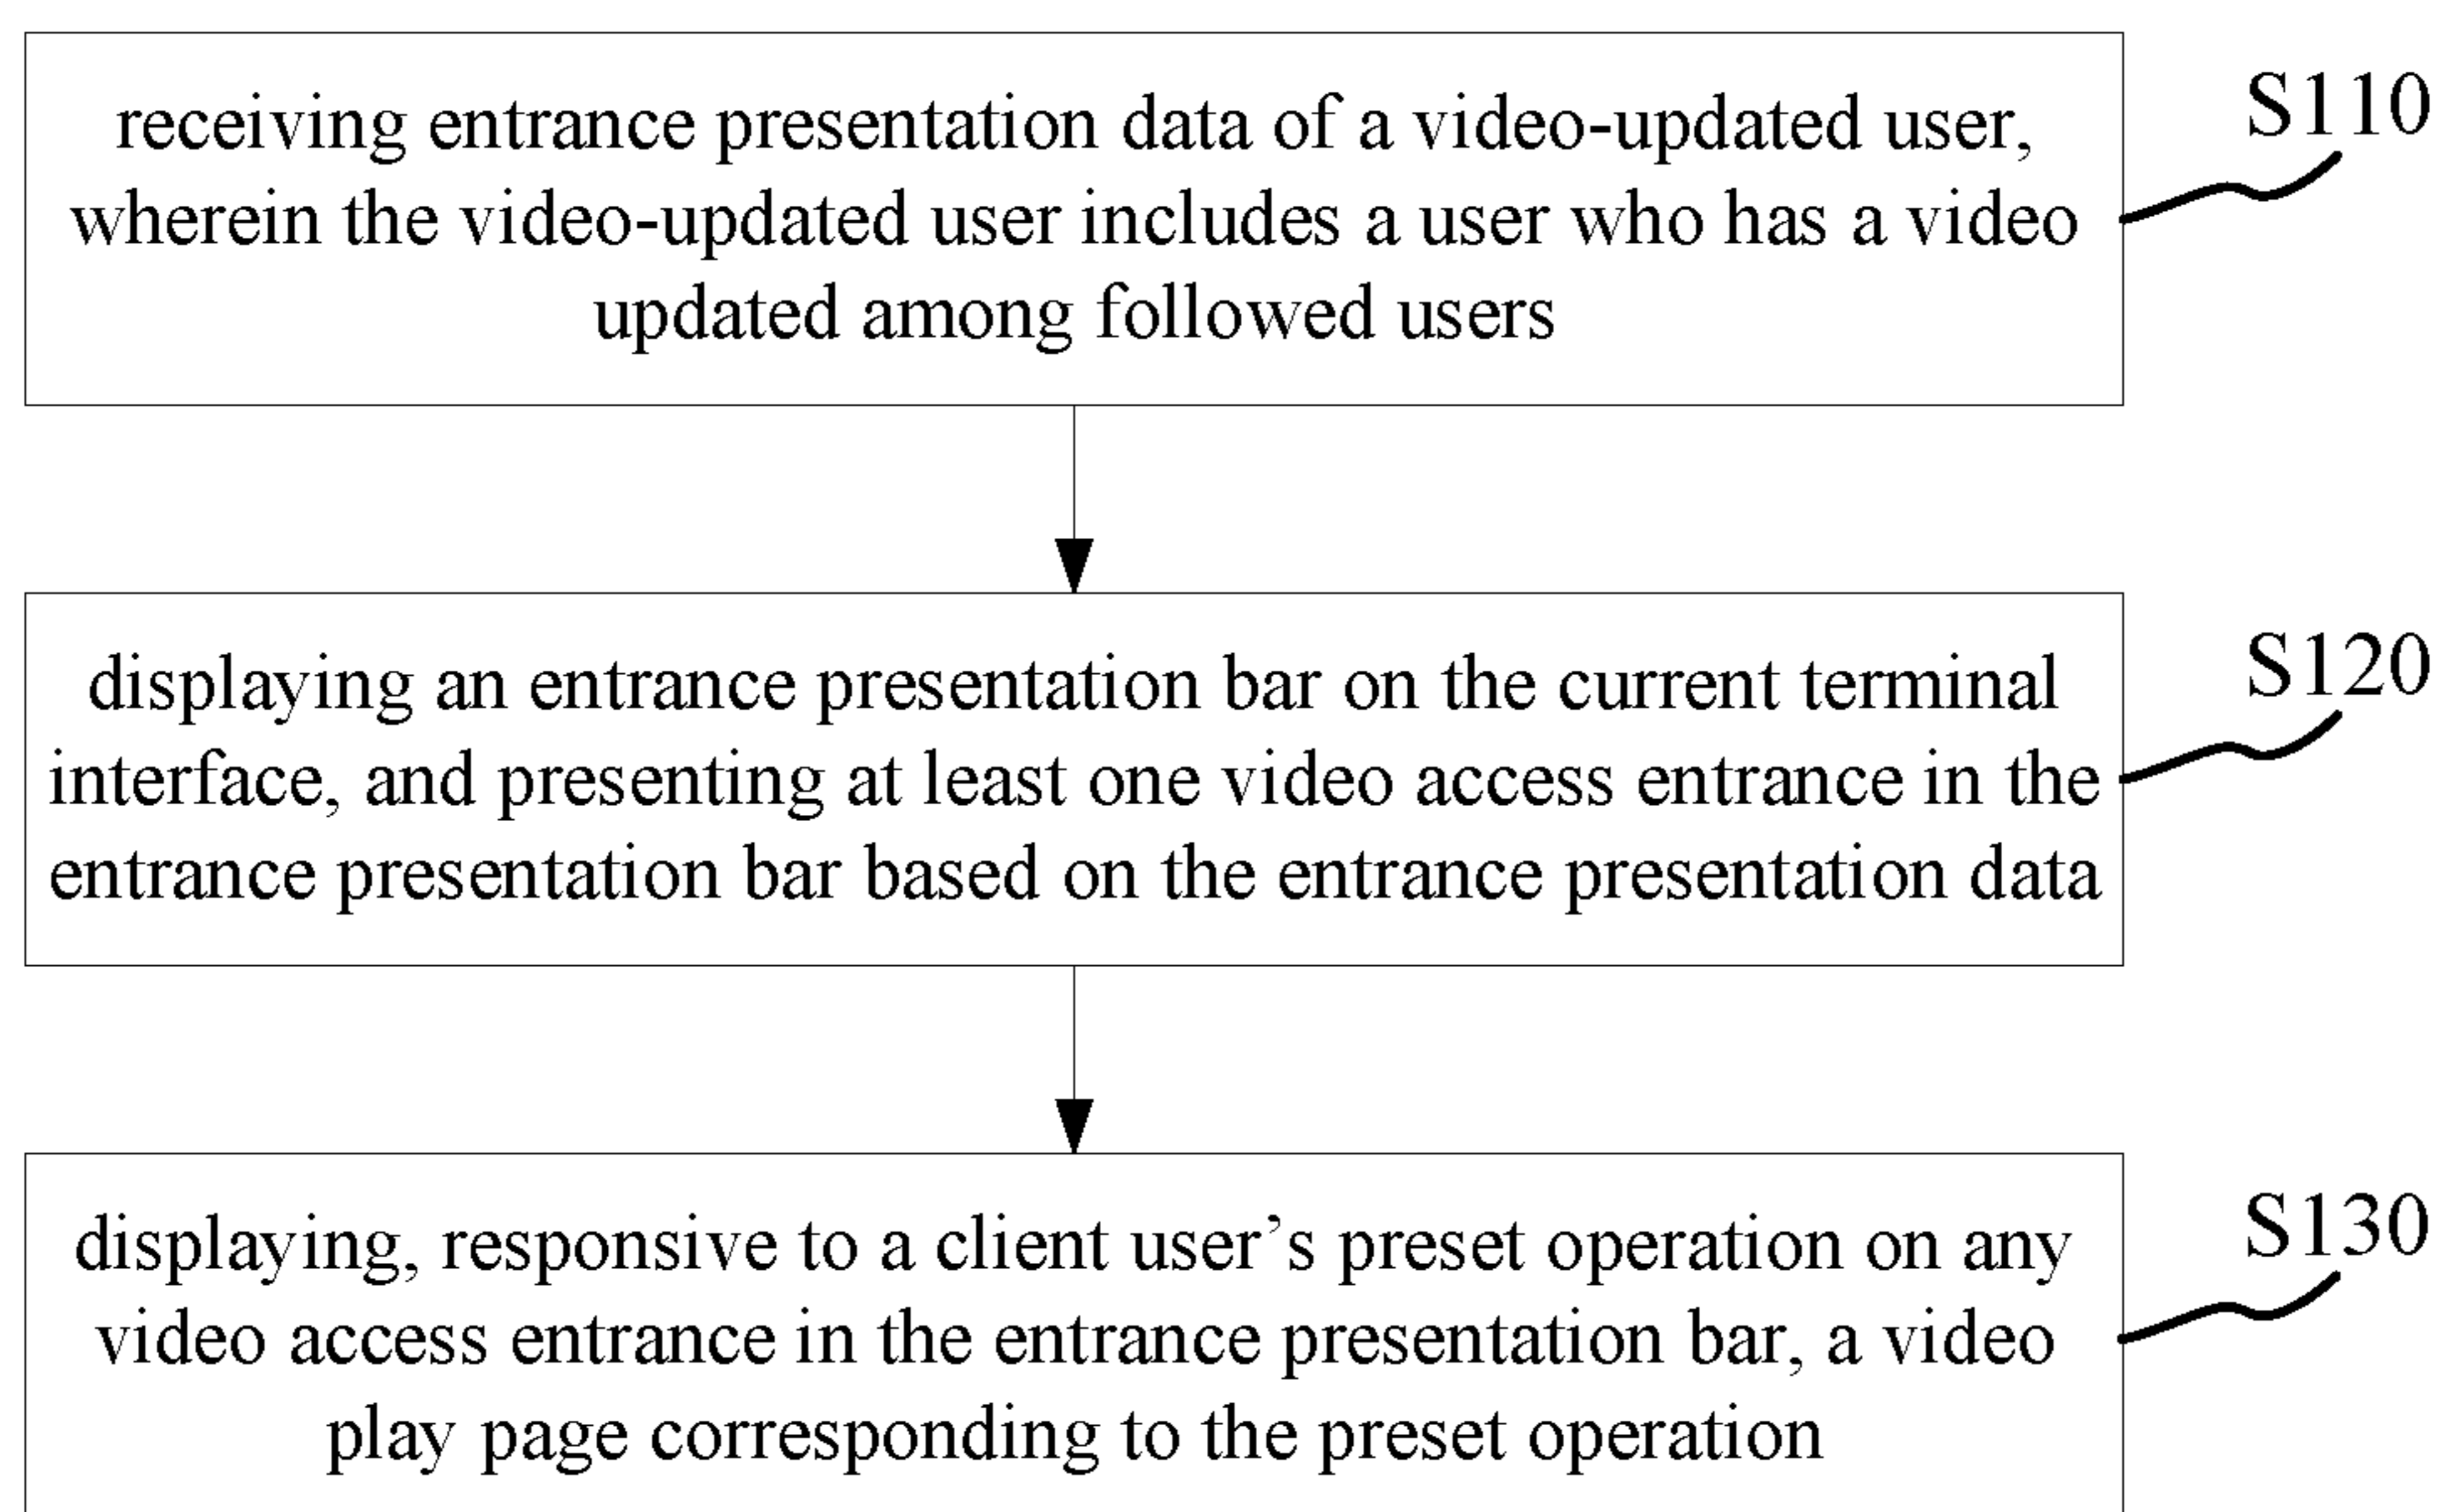 receiving entrance presentation data of a video-updated user,
wherein the video-updated user includes a user who has a video
updated among followed users
S110
displaying an entrance presentation bar on the current terminal
interface, and presenting at least one video access entrance in the
entrance presentation bar based on the entrance presentation data
S120
displaying, responsive to a client user’s preset operation on any
video access entrance in the entrance presentation bar, a video
play page corresponding to the preset operation
S130